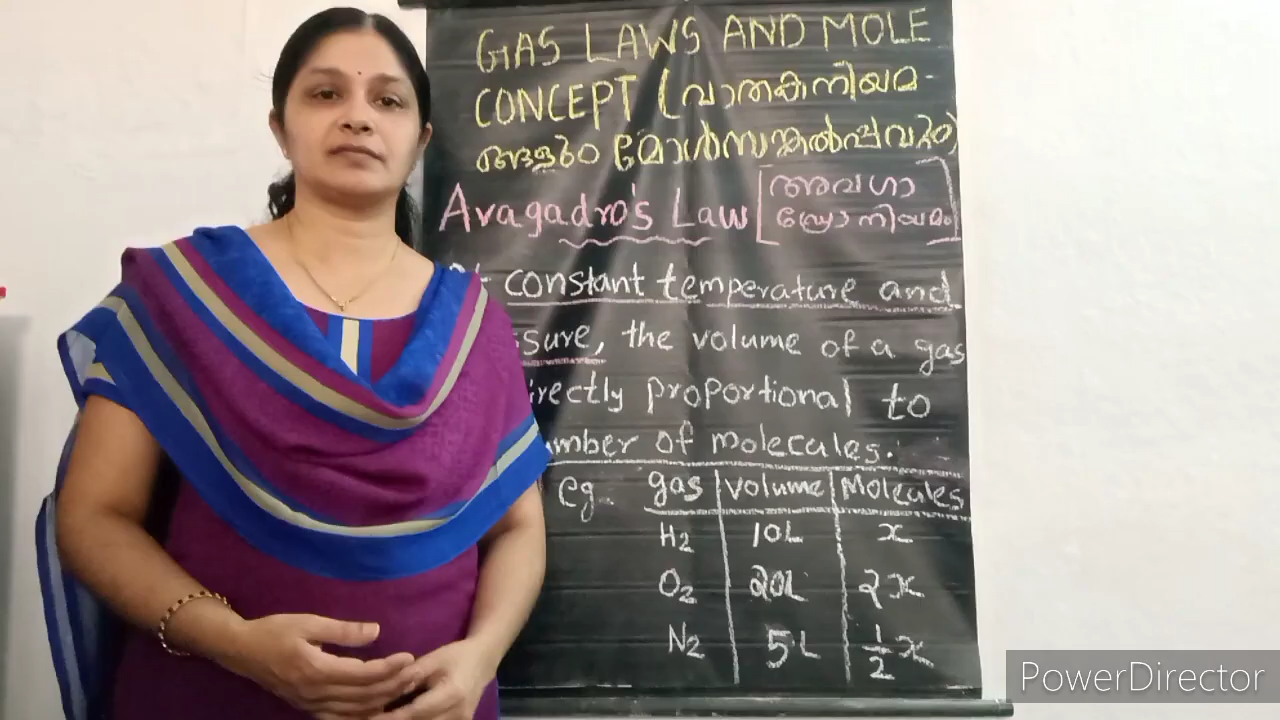 GAS LAWS AND MOLE
CONCEPT (വാതകനിയമ-
ങ്ങളും മോൾസങ്കൽപ്പവും)
Avagadro's Law [അവഗാ
ഡ്രോ നിയമം]
constant temperature and
ssure, the volume of a gas
irectly proportional to
umber of molecules.
eg. gas volume Molecules
H2 10L x
O2 20L 2x
N2 5L 1/2 x
PowerDirector